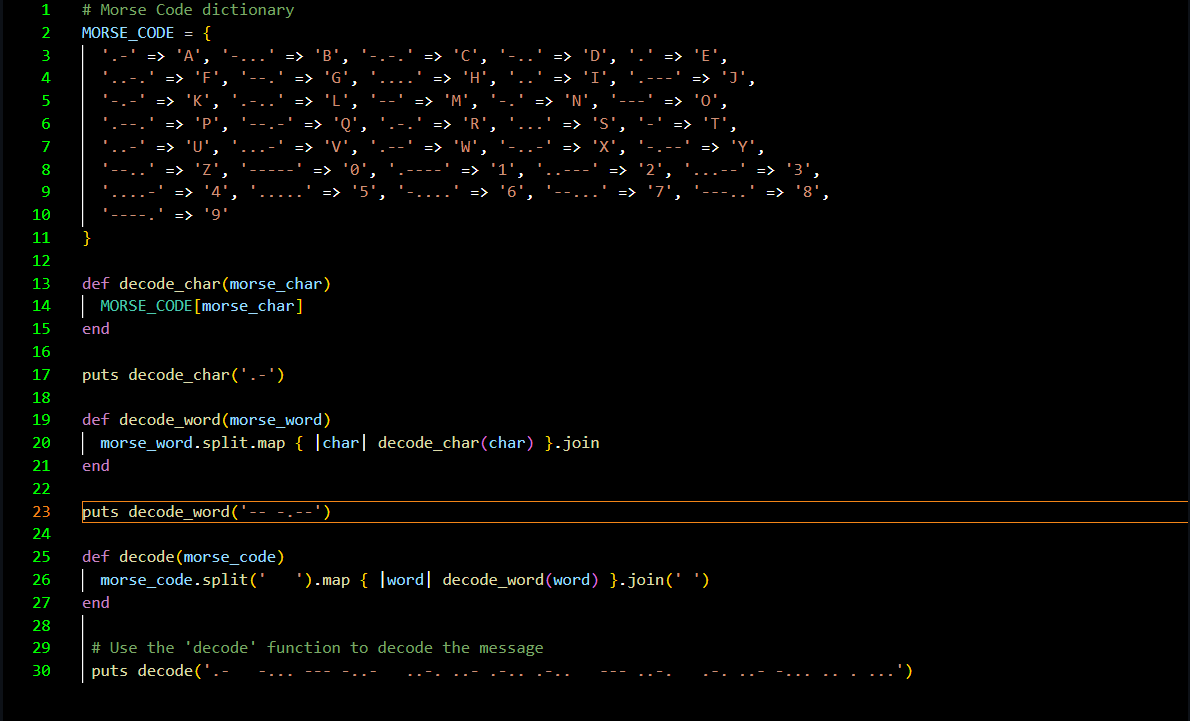 1 # Morse Code dictionary
2 MORSE_CODE = {
3   '.-' => 'A', '-...' => 'B', '-.-.' => 'C', '-..' => 'D', '.' => 'E',
4   '..-.' => 'F', '--.' => 'G', '....' => 'H', '..' => 'I', '.---' => 'J',
5   '-.-' => 'K', '.-..' => 'L', '--' => 'M', '-.' => 'N', '---' => 'O',
6   '.--.' => 'P', '--.-' => 'Q', '.-.' => 'R', '...' => 'S', '-' => 'T',
7   '..-' => 'U', '...-' => 'V', '.--' => 'W', '-..-' => 'X', '-.--' => 'Y',
8   '--..' => 'Z', '-----' => '0', '.----' => '1', '..---' => '2', '...--' => '3',
9   '....-' => '4', '.....' => '5', '-....' => '6', '--...' => '7', '---..' => '8',
10   '----.' => '9'
11 }
12
13 def decode_char(morse_char)
14   MORSE_CODE[morse_char]
15 end
16
17 puts decode_char('.-')
18
19 def decode_word(morse_word)
20   morse_word.split.map { |char| decode_char(char) }.join
21 end
22
23 puts decode_word('-- -.--')
24
25 def decode(morse_code)
26   morse_code.split('   ').map { |word| decode_word(word) }.join(' ')
27 end
28
29  # Use the 'decode' function to decode the message
30  puts decode('.-   -... --- -..-   ..-. ..- .-.. .-..   --- ..-.   .-. ..- -... .. . ...')